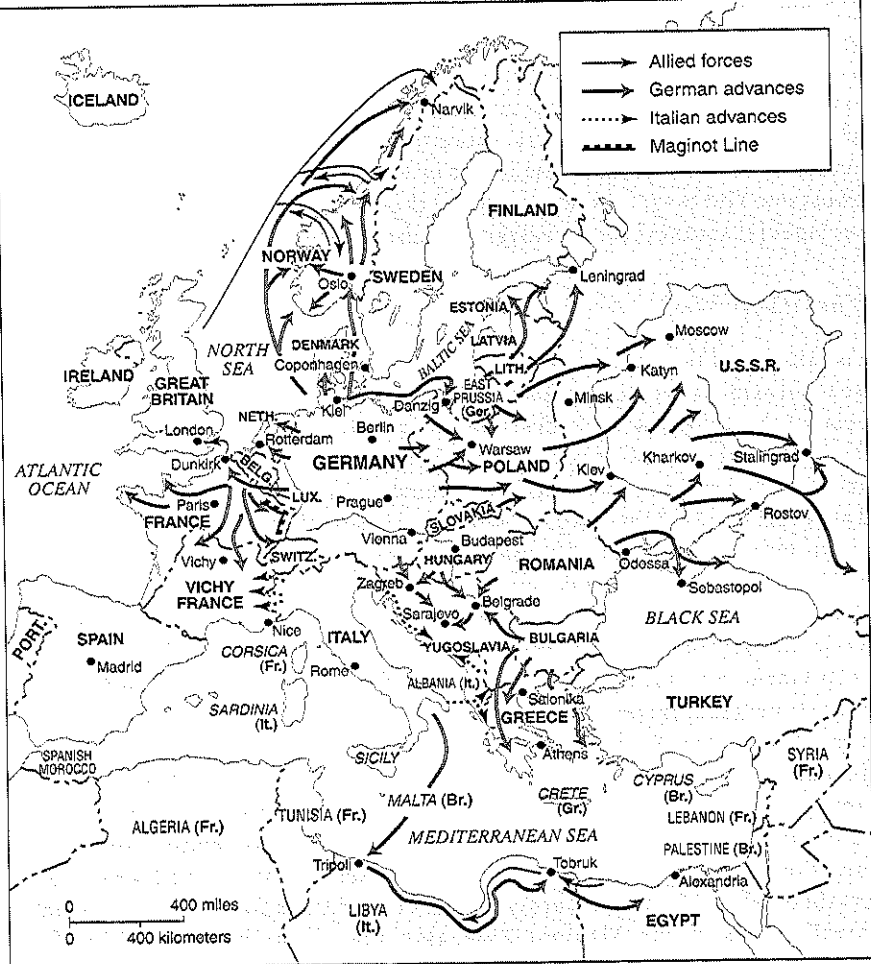 Allied forces
German advances
Italian advances
Maginot Line
ICELAND
Narvik
FINLAND
NORWAY
SWEDEN
Oslo
Leningrad
ESTONIA
NORTH
SEA
DENMARK
Copenhagen
BALTIC SEA
LATVIA
LITH.
Moscow
U.S.S.R.
Katyn
IRELAND
GREAT
BRITAIN
Kiel
Danzig
EAST
PRUSSIA
(Ger.)
Minsk
NETH.
London
Rotterdam
Berlin
Warsaw
ATLANTIC
OCEAN
Dunkirk
BELG.
GERMANY
POLAND
Kiev
Kharkov
Stalingrad
LUX.
Prague
Paris
FRANCE
Rostov
SLOVAKIA
Vienna
Budapest
Vichy
SWITZ.
HUNGARY
ROMANIA
Odessa
VICHY
FRANCE
Zagreb
Sebastopol
Belgrade
Sarajevo
BLACK SEA
PORT.
SPAIN
Madrid
Nice
ITALY
YUGOSLAVIA
BULGARIA
CORSICA
(Fr.)
Rome
ALBANIA (It.)
SARDINIA
(It.)
Salonika
GREECE
TURKEY
SPANISH
MOROCCO
SICILY
Athens
SYRIA
(Fr.)
MALTA (Br.)
CRETE
(Gr.)
CYPRUS
(Br.)
LEBANON (Fr.)
ALGERIA (Fr.)
TUNISIA (Fr.)
MEDITERRANEAN SEA
PALESTINE (Br.)
Tripoli
Tobruk
Alexandria
LIBYA
(It.)
EGYPT
0 400 miles
0 400 kilometers